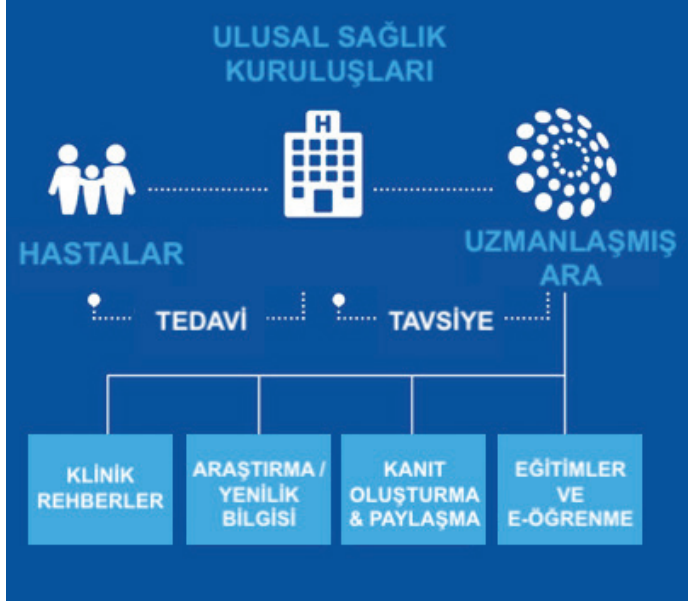 ULUSAL SAĞLIK
KURULUŞLARI
H
HASTALAR
UZMANLAŞMIŞ
ARA
TEDAVİ
TAVSİYE
KLİNİK
REHBERLER
ARAŞTIRMA /
YENİLİK
BİLGİSİ
KANIT
OLUŞTURMA
& PAYLAŞMA
EĞİTİMLER
VE
E-ÖĞRENME